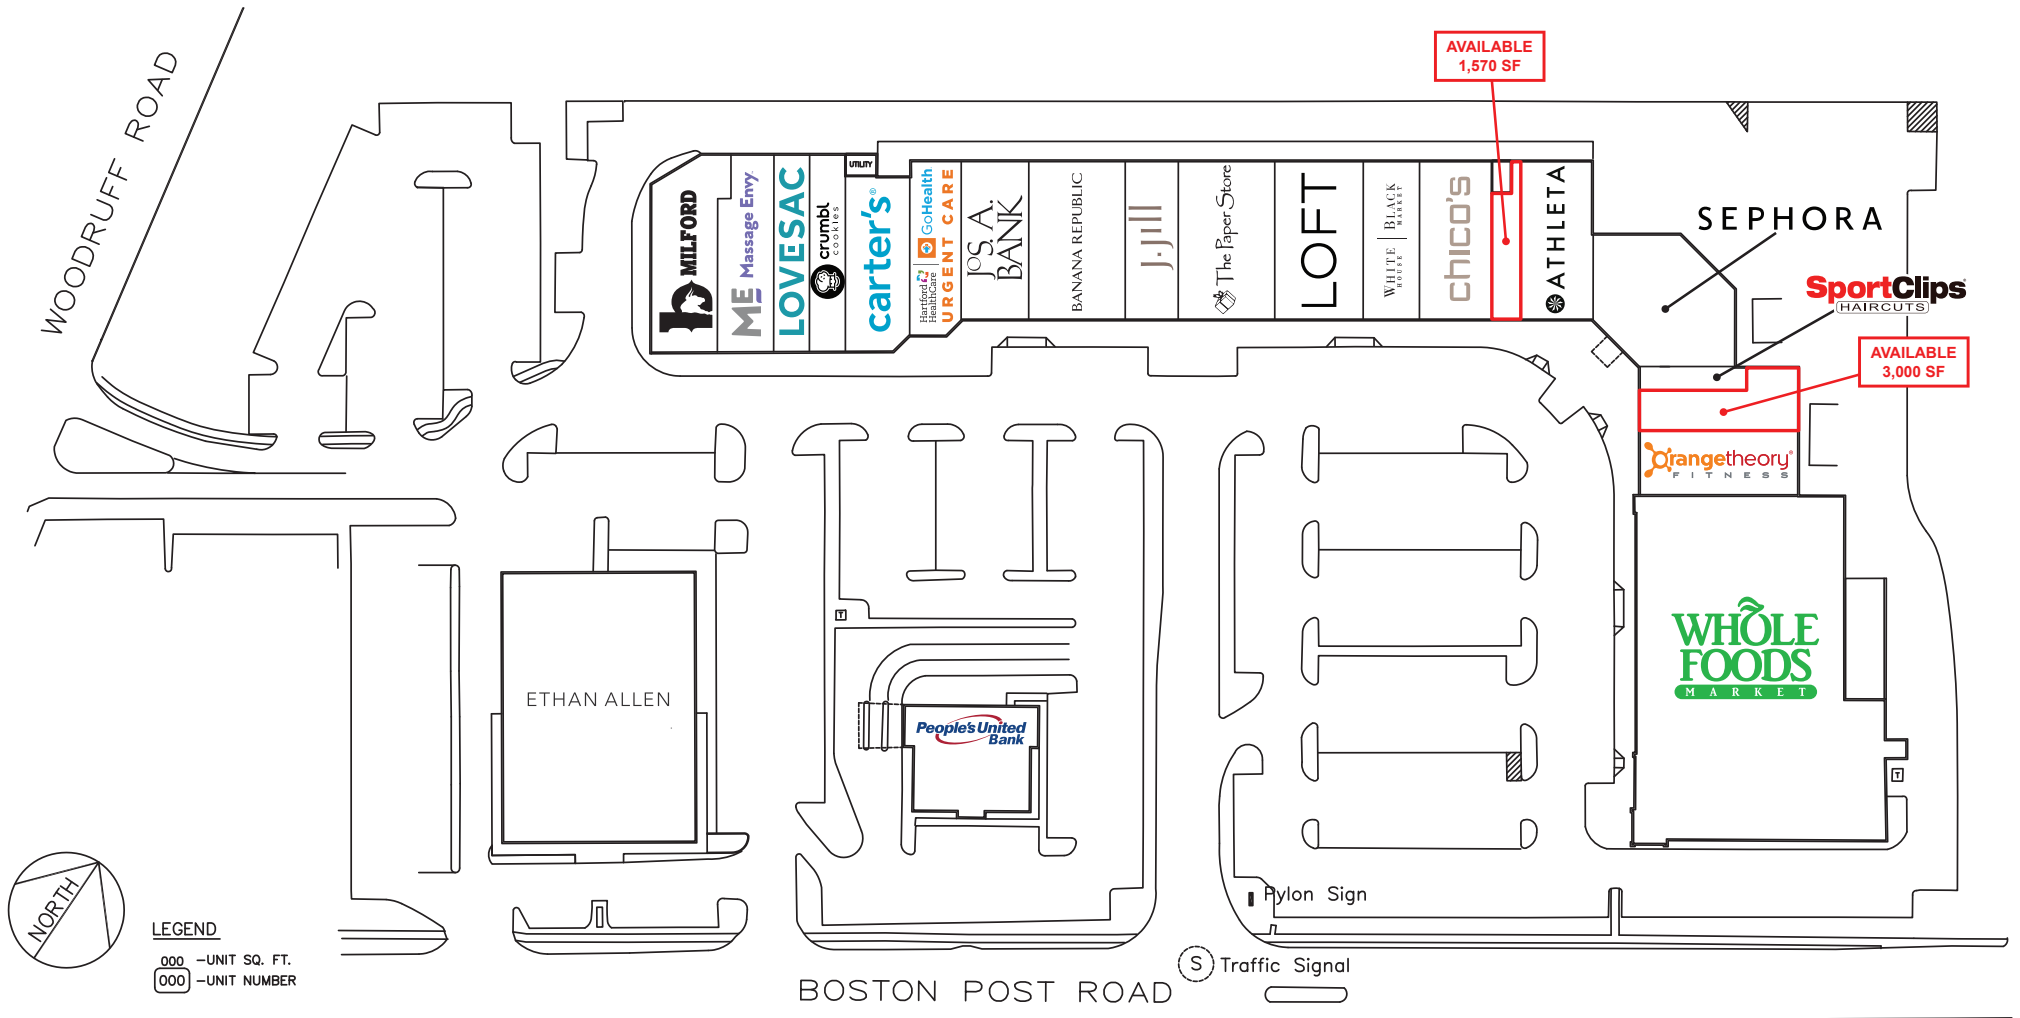 AVAILABLE
1,570 SF
WOODRUFF ROAD
MILFORD
ME Massage Envy
LOVESAC
crumbl
cookies
UTILITY
carter's®
Hartford
HealthCare
GoHealth
URGENT CARE
JOS. A.
BANK
BANANA REPUBLIC
J.Jill
The Paper Store
LOFT
WHITE BLACK
HOUSE MARKET
chico's
ATHLETA
SEPHORA
SportClips
HAIRCUTS
AVAILABLE
3,000 SF
Orangetheory®
FITNESS
WHOLE
FOODS
MARKET
T
ETHAN ALLEN
People's United
Bank
T
NORTH
LEGEND
000 -UNIT SQ. FT.
000 -UNIT NUMBER
Pylon Sign
S Traffic Signal
BOSTON POST ROAD